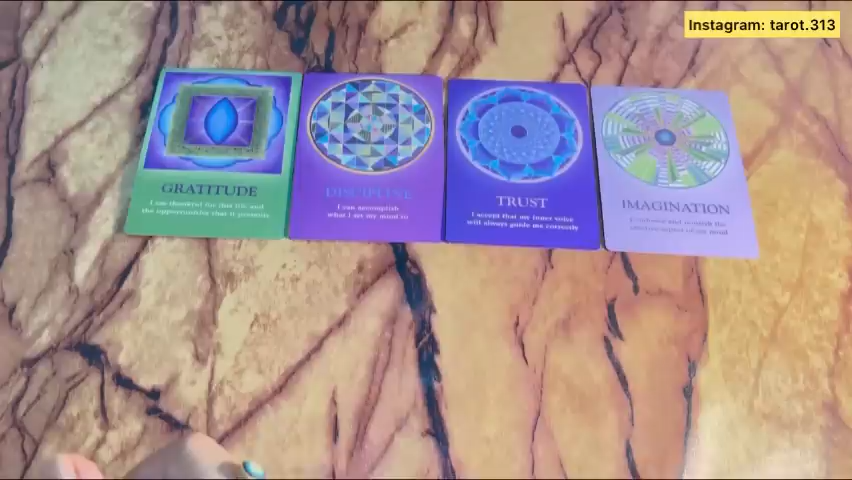 Instagram: tarot.313
GRATITUDE
I am thankful for this life and
the opportunities that it presents
DISCIPLINE
I can accomplish
what I set my mind to
TRUST
I accept that my inner voice
will always guide me correctly
IMAGINATION